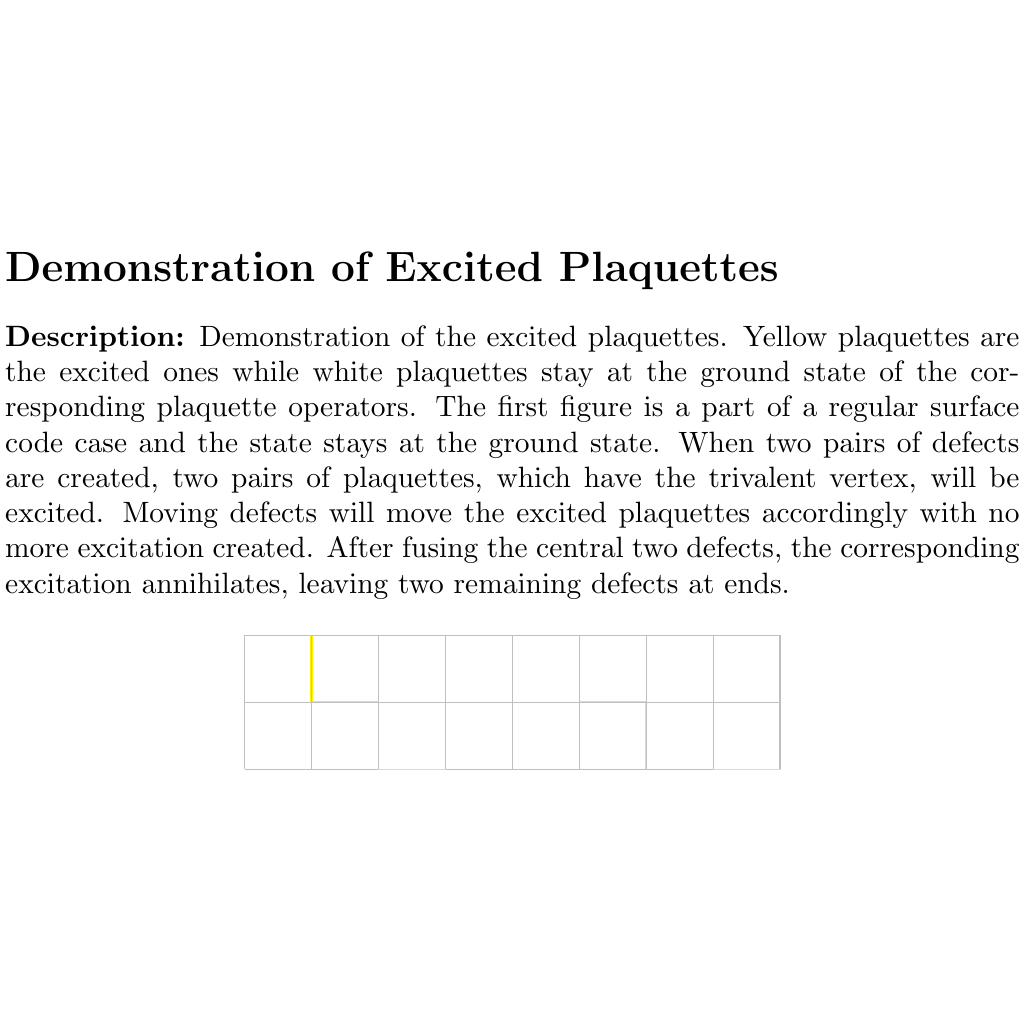 Demonstration of Excited Plaquettes
Description: Demonstration of the excited plaquettes. Yellow plaquettes are
the excited ones while white plaquettes stay at the ground state of the cor-
responding plaquette operators. The first figure is a part of a regular surface
code case and the state stays at the ground state. When two pairs of defects
are created, two pairs of plaquettes, which have the trivalent vertex, will be
excited. Moving defects will move the excited plaquettes accordingly with no
more excitation created. After fusing the central two defects, the corresponding
excitation annihilates, leaving two remaining defects at ends.